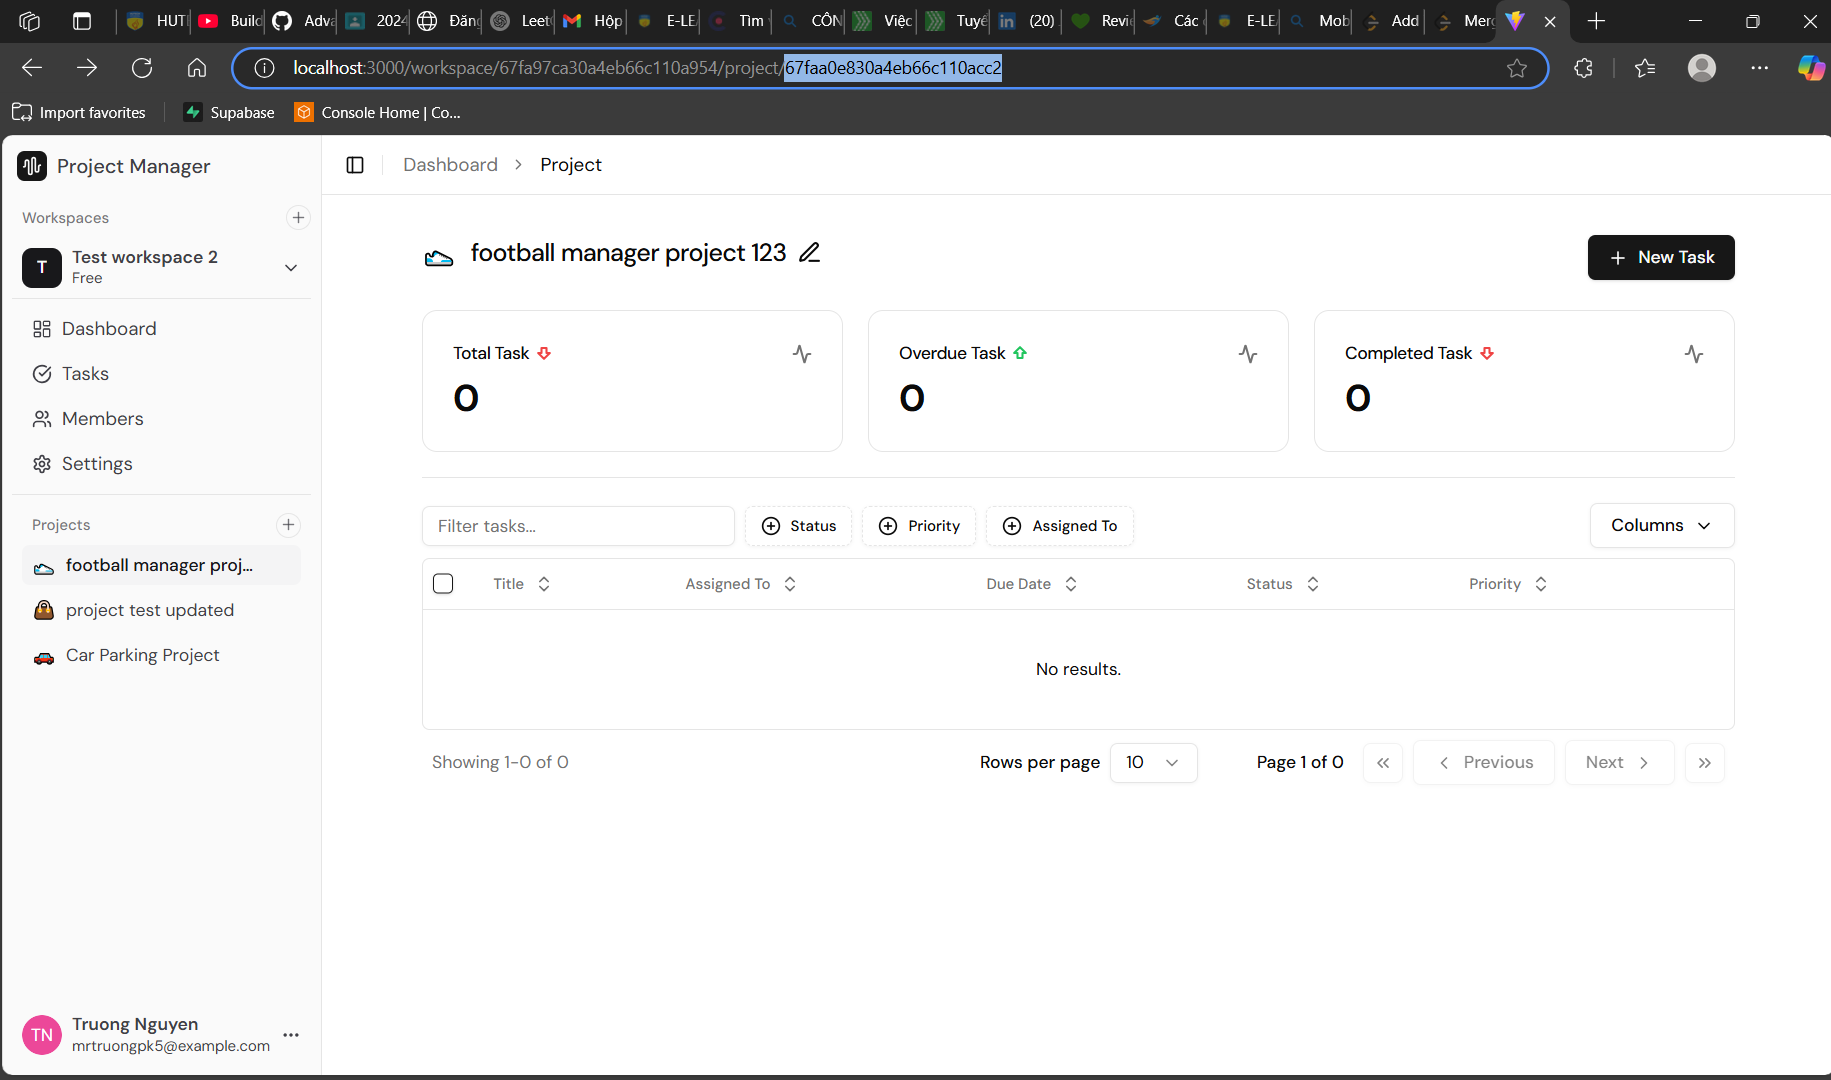 HUT
Build
Adva
2024
Đăn
Leet
Hộp
E-LE
Tìm
CÔN
Việc
Tuyể
(20)
Revie
Các
E-LE
Mob
Add
Merg
localhost:3000/workspace/67fa97ca30a4eb66c110a954/project/67faa0e830a4eb66c110acc2
Import favorites
Supabase
Console Home | Co...
Project Manager
Dashboard > Project
Workspaces
T
Test workspace 2
Free
Dashboard
Tasks
Members
Settings
Projects
football manager proj...
project test updated
Car Parking Project
TN
Truong Nguyen
mrtruongpk5@example.com
football manager project 123
New Task
Total Task
0
Overdue Task
0
Completed Task
0
Filter tasks...
Status
Priority
Assigned To
Columns
Title
Assigned To
Due Date
Status
Priority
No results.
Showing 1-0 of 0
Rows per page
10
Page 1 of 0
Previous
Next